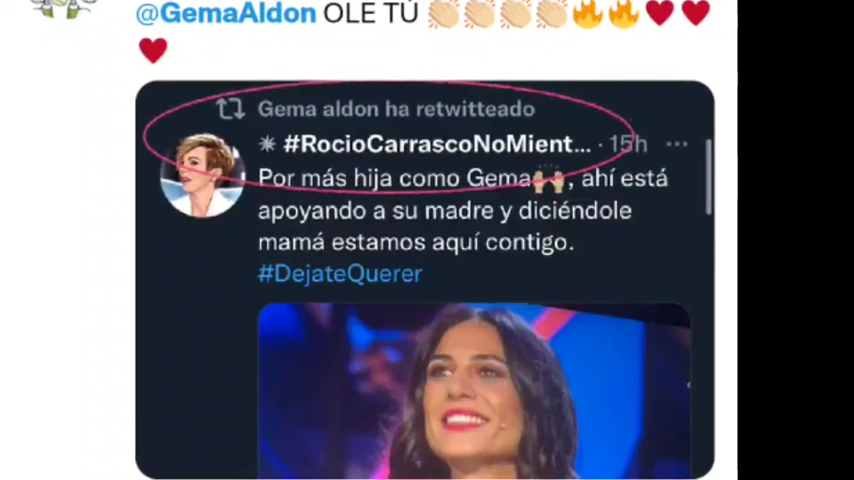 @GemaAldon OLE TÚ 👏🏻👏🏻👏🏻👏🏻🔥🔥♥️♥️
♥️
Gema aldon ha retwitteado
✷ #RocioCarrascoNoMient... · 15h ···
Por más hija como Gema🙌🏼, ahí está
apoyando a su madre y diciéndole
mamá estamos aquí contigo.
#DejateQuerer